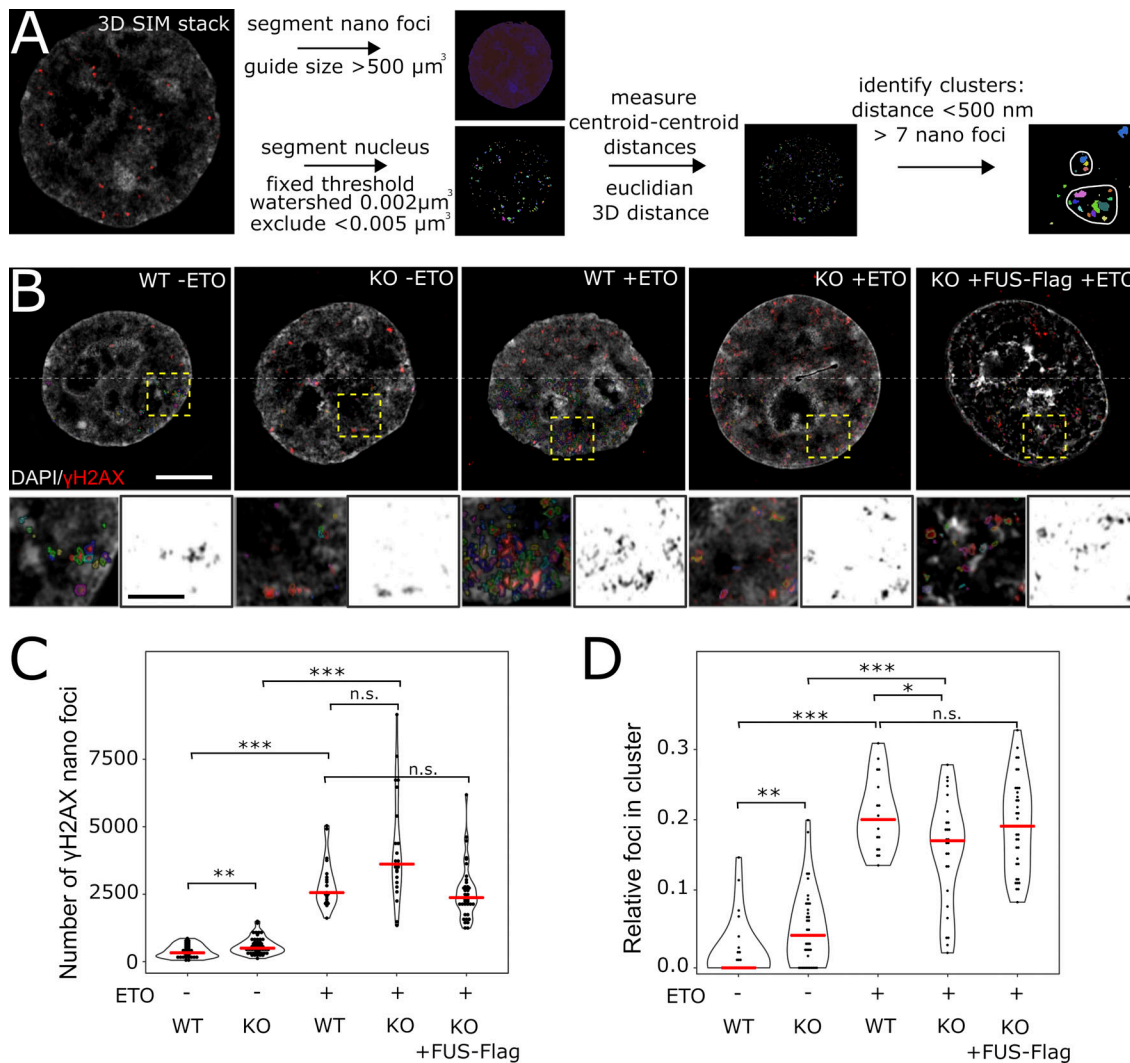 A
3D SIM stack
segment nano foci
guide size >500 µm³
segment nucleus
fixed threshold
watershed 0.002µm³
exclude <0.005 µm³
measure
centroid-centroid
distances
euclidian
3D distance
identify clusters:
distance <500 nm
> 7 nano foci
B
WT -ETO
KO -ETO
WT +ETO
KO +ETO
KO +FUS-Flag +ETO
DAPI/γH2AX
C
Number of γH2AX nano foci
7500
5000
2500
0
***
n.s.
***
n.s.
**
ETO - - + + +
WT KO WT KO KO
+FUS-Flag
D
Relative foci in cluster
0.3
0.2
0.1
0.0
***
*
***
n.s.
**
ETO - - + + +
WT KO WT KO KO
+FUS-Flag